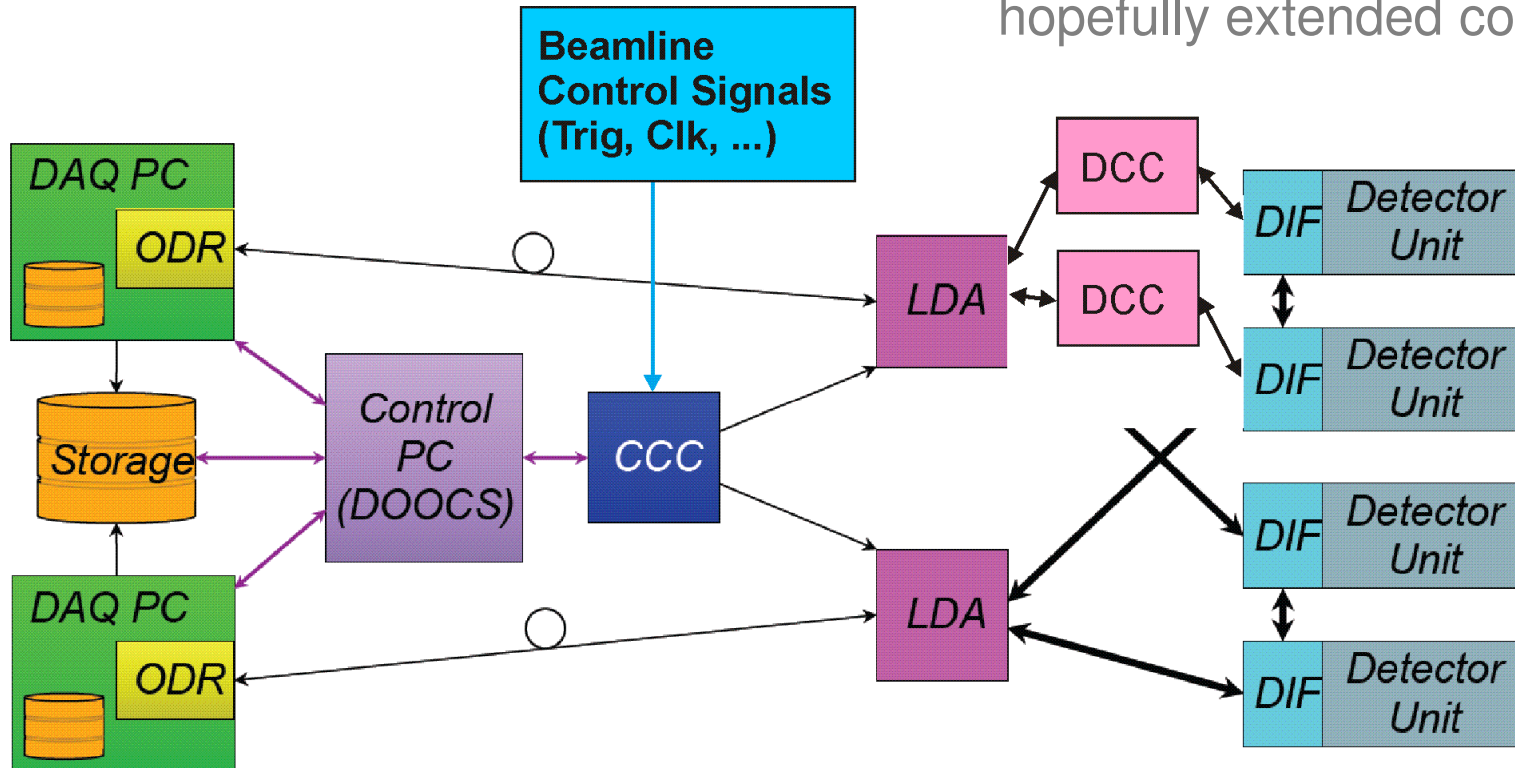 hopefully extended co
Beamline
Control Signals
(Trig, Clk, ...)
DAQ PC
ODR
DCC
DIF
Detector
Unit
LDA
DCC
DIF
Detector
Unit
Control
PC
(DOOCS)
Storage
CCC
DIF
Detector
Unit
DAQ PC
ODR
LDA
DIF
Detector
Unit